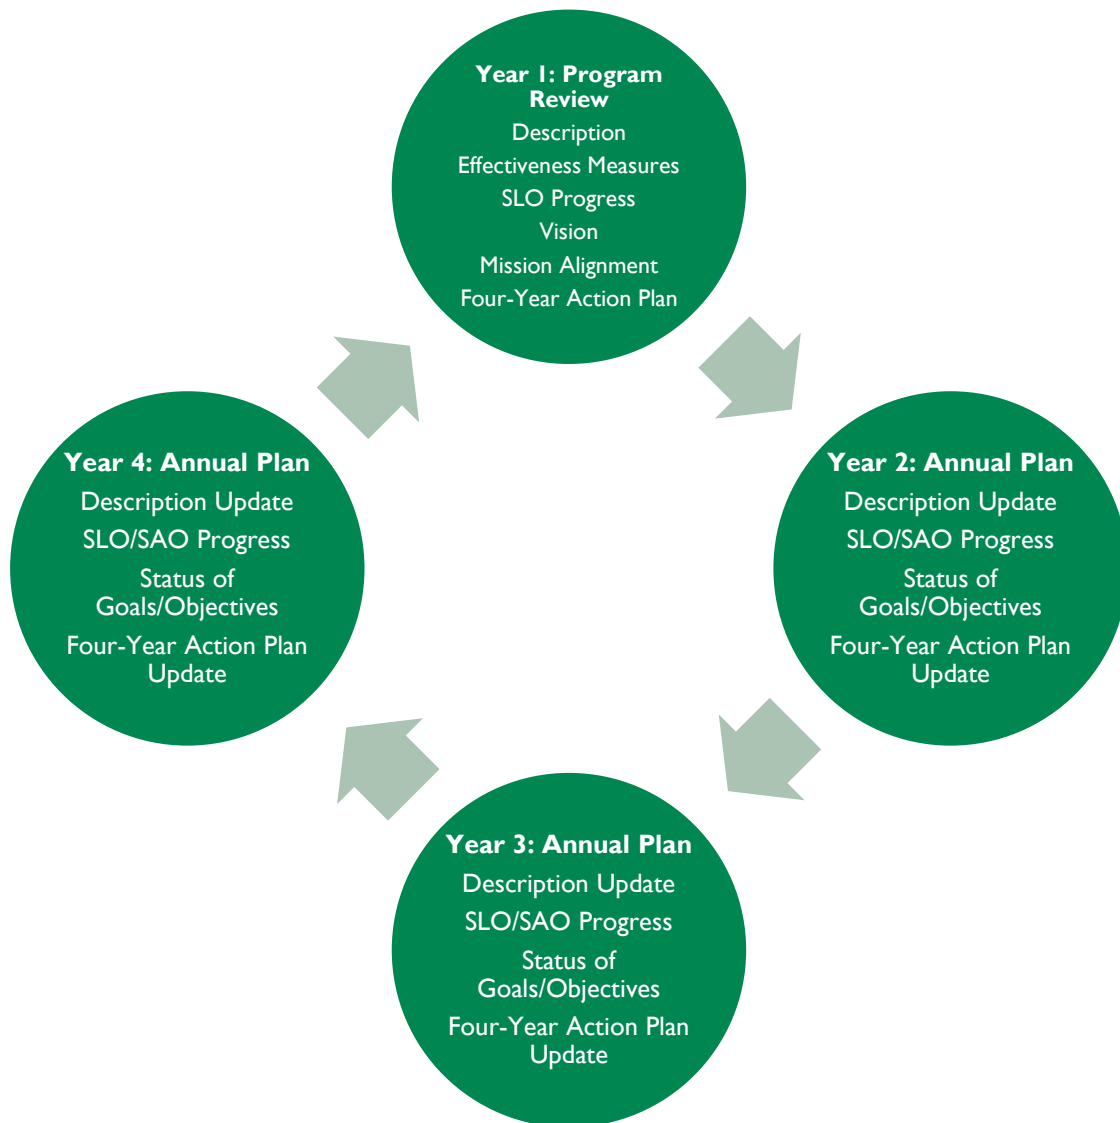 Year 1: Program
Review
Description
Effectiveness Measures
SLO Progress
Vision
Mission Alignment
Four-Year Action Plan
Year 2: Annual Plan
Description Update
SLO/SAO Progress
Status of
Goals/Objectives
Four-Year Action Plan
Update
Year 3: Annual Plan
Description Update
SLO/SAO Progress
Status of
Goals/Objectives
Four-Year Action Plan
Update
Year 4: Annual Plan
Description Update
SLO/SAO Progress
Status of
Goals/Objectives
Four-Year Action Plan
Update